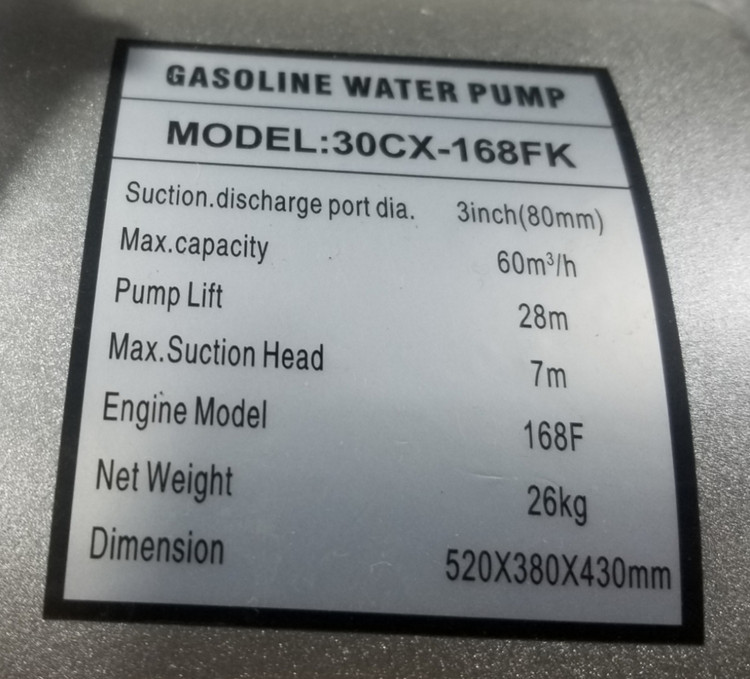 GASOLINE WATER PUMP
MODEL:30CX-168FK
Suction.discharge port dia. 3inch(80mm)
Max.capacity 60m³/h
Pump Lift 28m
Max.Suction Head 7m
Engine Model 168F
Net Weight 26kg
Dimension 520X380X430mm